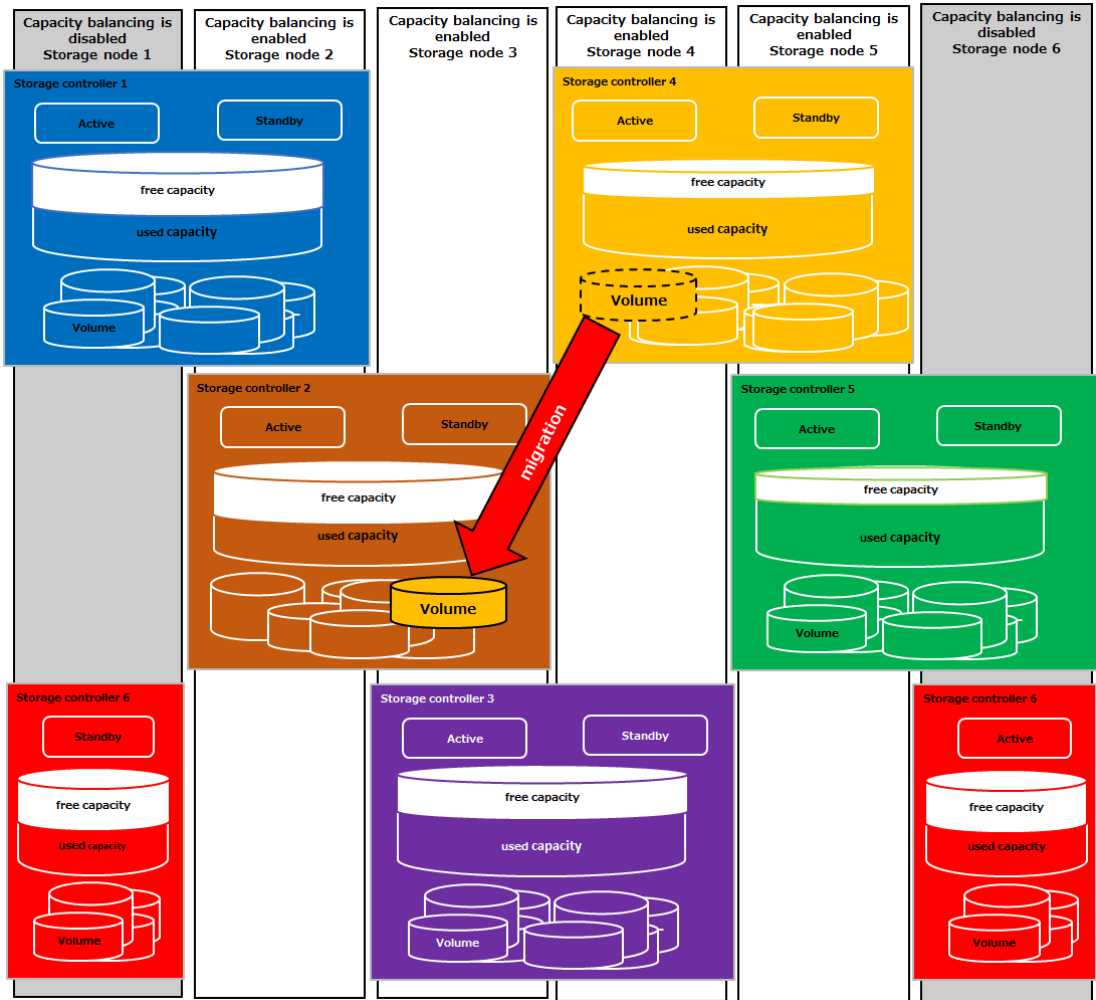 Capacity balancing is
disabled
Storage node 1
Capacity balancing is
enabled
Storage node 2
Capacity balancing is
enabled
Storage node 3
Capacity balancing is
enabled
Storage node 4
Capacity balancing is
enabled
Storage node 5
Capacity balancing is
disabled
Storage node 6
Storage controller 1
Active
Standby
free capacity
used capacity
Volume
Storage controller 4
Active
Standby
free capacity
used capacity
Volume
migration
Storage controller 2
Active
Standby
free capacity
used capacity
Volume
Storage controller 5
Active
Standby
free capacity
used capacity
Volume
Storage controller 6
Standby
free capacity
used capacity
Volume
Storage controller 3
Active
Standby
free capacity
used capacity
Volume
Storage controller 6
Active
free capacity
used capacity
Volume